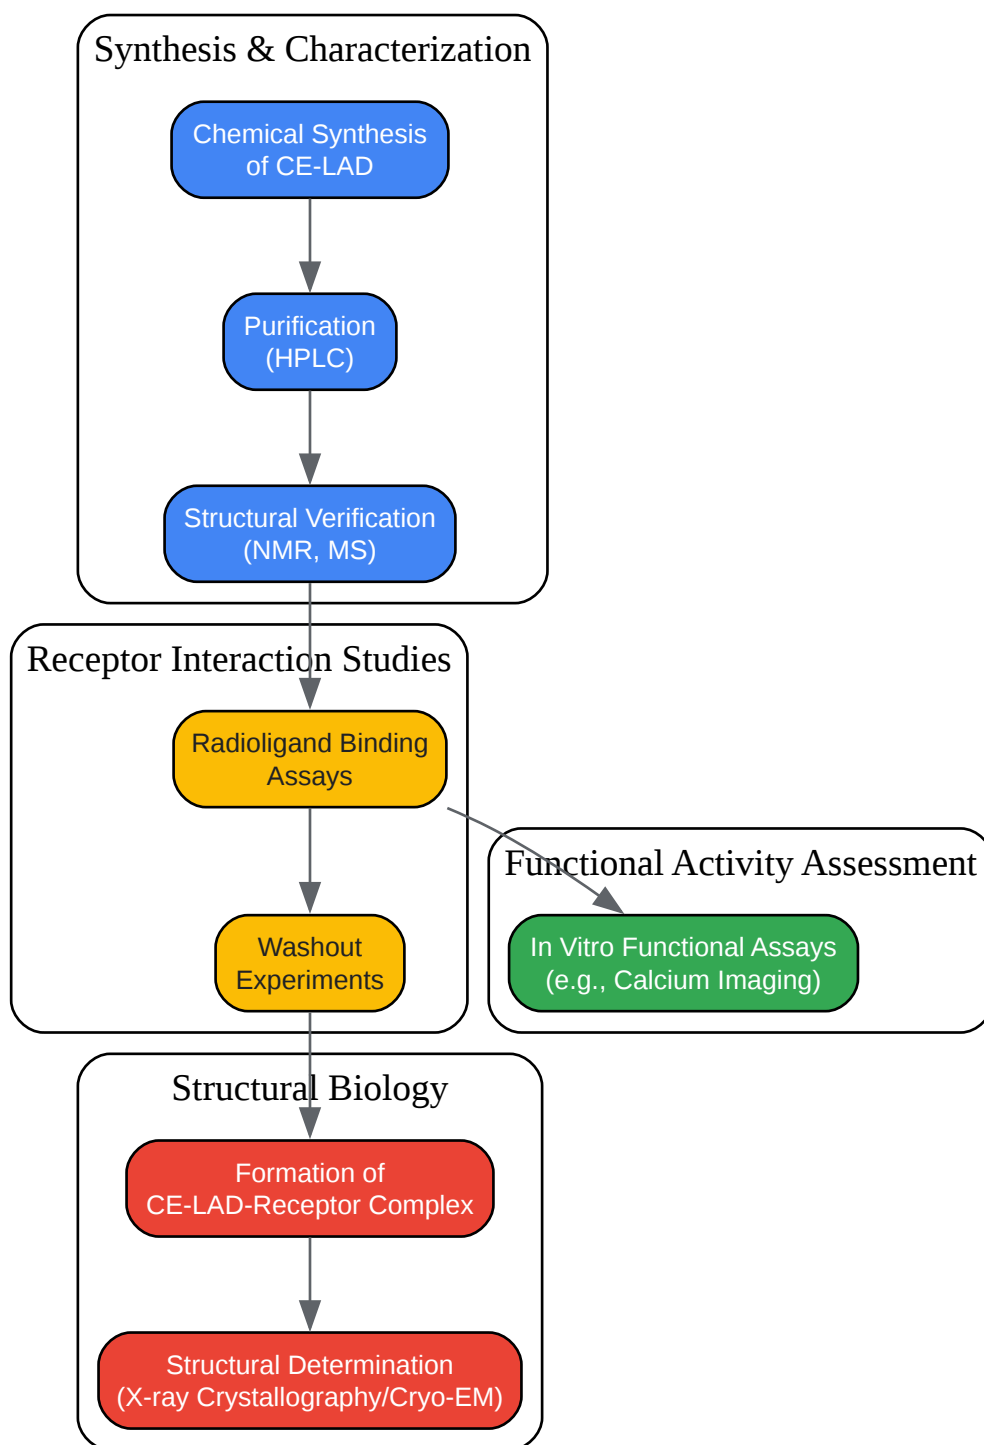 Synthesis & Characterization
Chemical Synthesis
of CE-LAD
Purification
(HPLC)
Structural Verification
(NMR, MS)
Receptor Interaction Studies
Radioligand Binding
Assays
Washout
Experiments
Functional Activity Assessment
In Vitro Functional Assays
(e.g., Calcium Imaging)
Structural Biology
Formation of
CE-LAD-Receptor Complex
Structural Determination
(X-ray Crystallography/Cryo-EM)